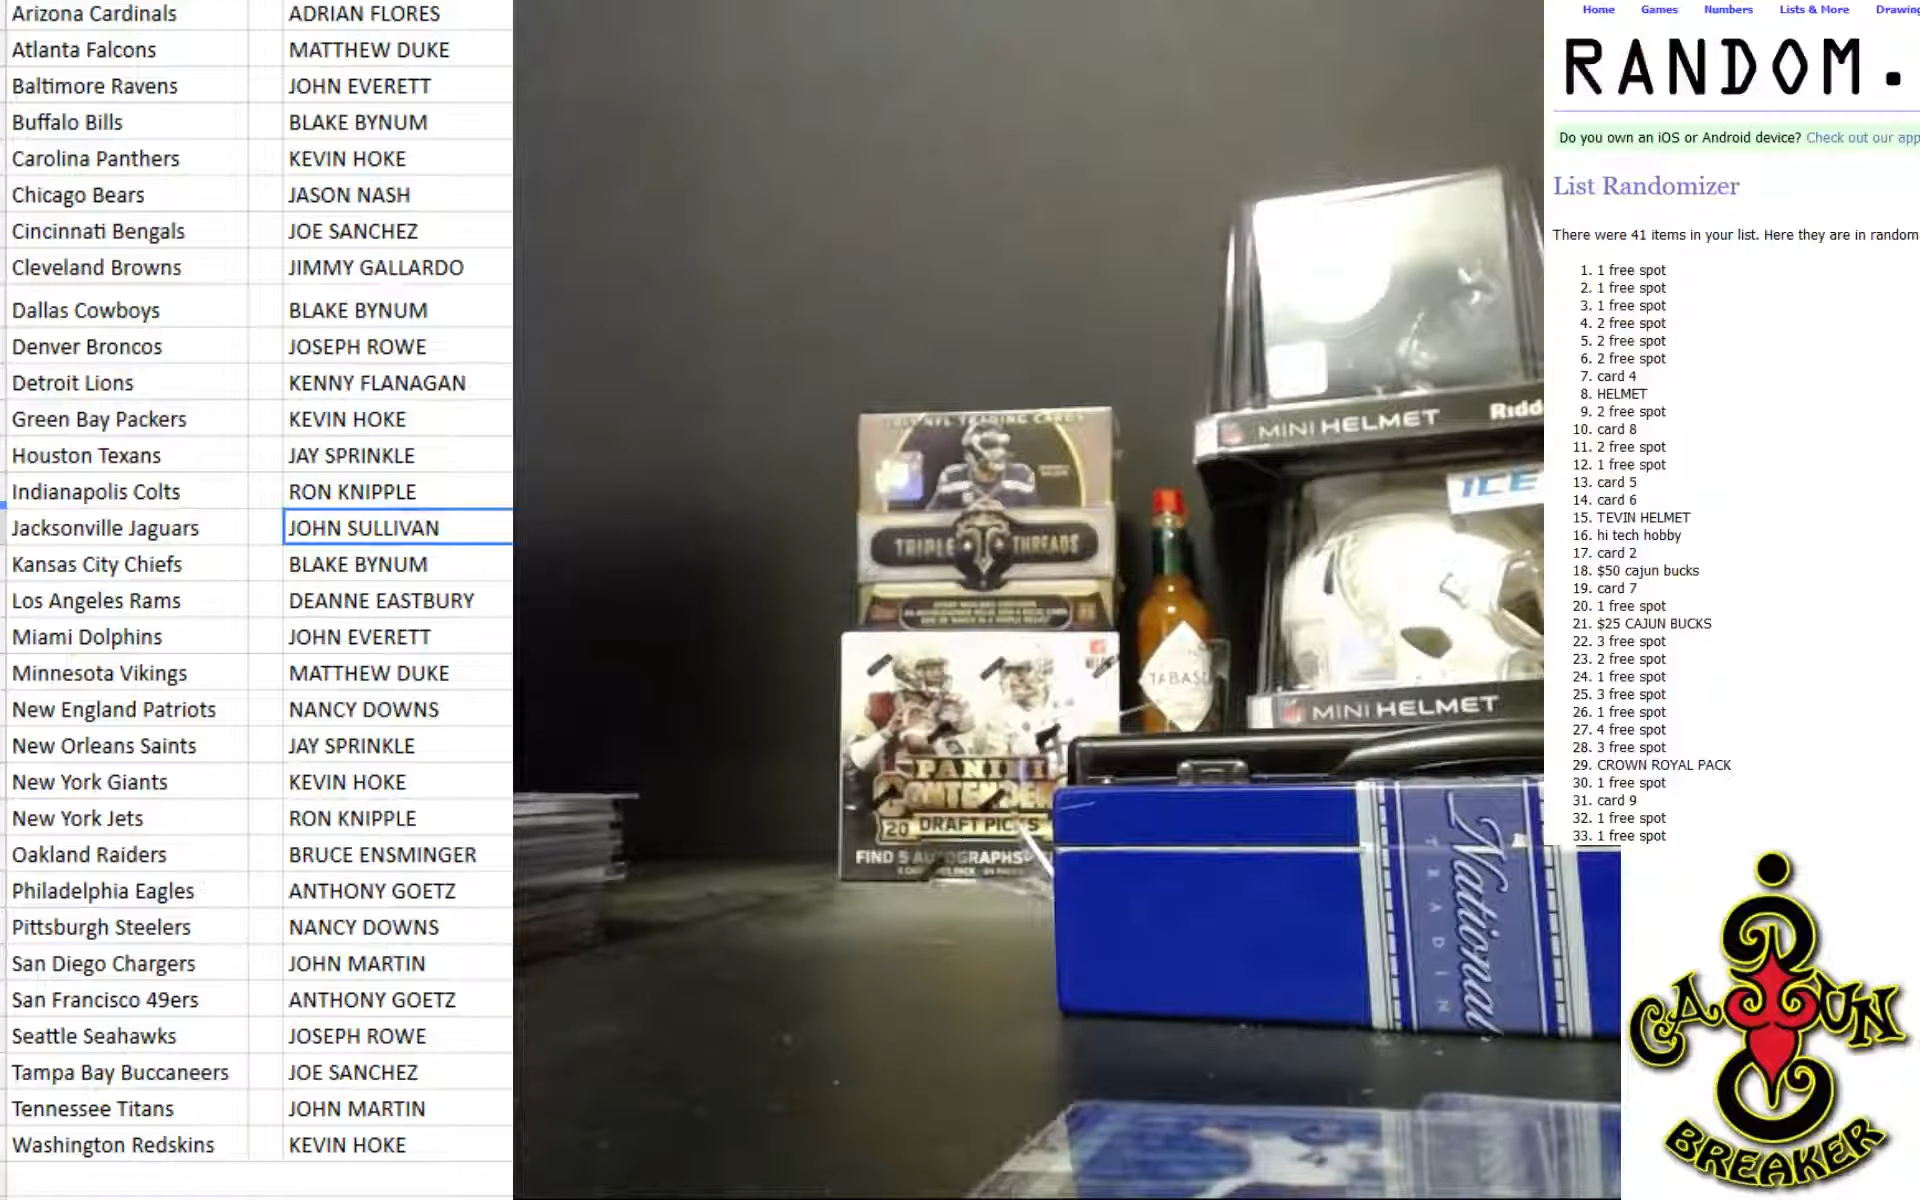 Arizona Cardinals ADRIAN FLORES
Atlanta Falcons MATTHEW DUKE
Baltimore Ravens JOHN EVERETT
Buffalo Bills BLAKE BYNUM
Carolina Panthers KEVIN HOKE
Chicago Bears JASON NASH
Cincinnati Bengals JOE SANCHEZ
Cleveland Browns JIMMY GALLARDO
Dallas Cowboys BLAKE BYNUM
Denver Broncos JOSEPH ROWE
Detroit Lions KENNY FLANAGAN
Green Bay Packers KEVIN HOKE
Houston Texans JAY SPRINKLE
Indianapolis Colts RON KNIPPLE
Jacksonville Jaguars JOHN SULLIVAN
Kansas City Chiefs BLAKE BYNUM
Los Angeles Rams DEANNE EASTBURY
Miami Dolphins JOHN EVERETT
Minnesota Vikings MATTHEW DUKE
New England Patriots NANCY DOWNS
New Orleans Saints JAY SPRINKLE
New York Giants KEVIN HOKE
New York Jets RON KNIPPLE
Oakland Raiders BRUCE ENSMINGER
Philadelphia Eagles ANTHONY GOETZ
Pittsburgh Steelers NANCY DOWNS
San Diego Chargers JOHN MARTIN
San Francisco 49ers ANTHONY GOETZ
Seattle Seahawks JOSEPH ROWE
Tampa Bay Buccaneers JOE SANCHEZ
Tennessee Titans JOHN MARTIN
Washington Redskins KEVIN HOKE
NFL TRADING CARDS
TRIPLE THREADS
PANINI
CONTENDERS
20 DRAFT PICKS
FIND 5 AUTOGRAPHS
TABAS
MINI HELMET Ridd
ICE
MINI HELMET
National
TRADIN
Home Games Numbers Lists & More Drawing
RANDOM.
Do you own an iOS or Android device? Check out our app
List Randomizer
There were 41 items in your list. Here they are in random
1. 1 free spot
2. 1 free spot
3. 1 free spot
4. 2 free spot
5. 2 free spot
6. 2 free spot
7. card 4
8. HELMET
9. 2 free spot
10. card 8
11. 2 free spot
12. 1 free spot
13. card 5
14. card 6
15. TEVIN HELMET
16. hi tech hobby
17. card 2
18. $50 cajun bucks
19. card 7
20. 1 free spot
21. $25 CAJUN BUCKS
22. 3 free spot
23. 2 free spot
24. 1 free spot
25. 3 free spot
26. 1 free spot
27. 4 free spot
28. 3 free spot
29. CROWN ROYAL PACK
30. 1 free spot
31. card 9
32. 1 free spot
33. 1 free spot
CAJUN
BREAKER